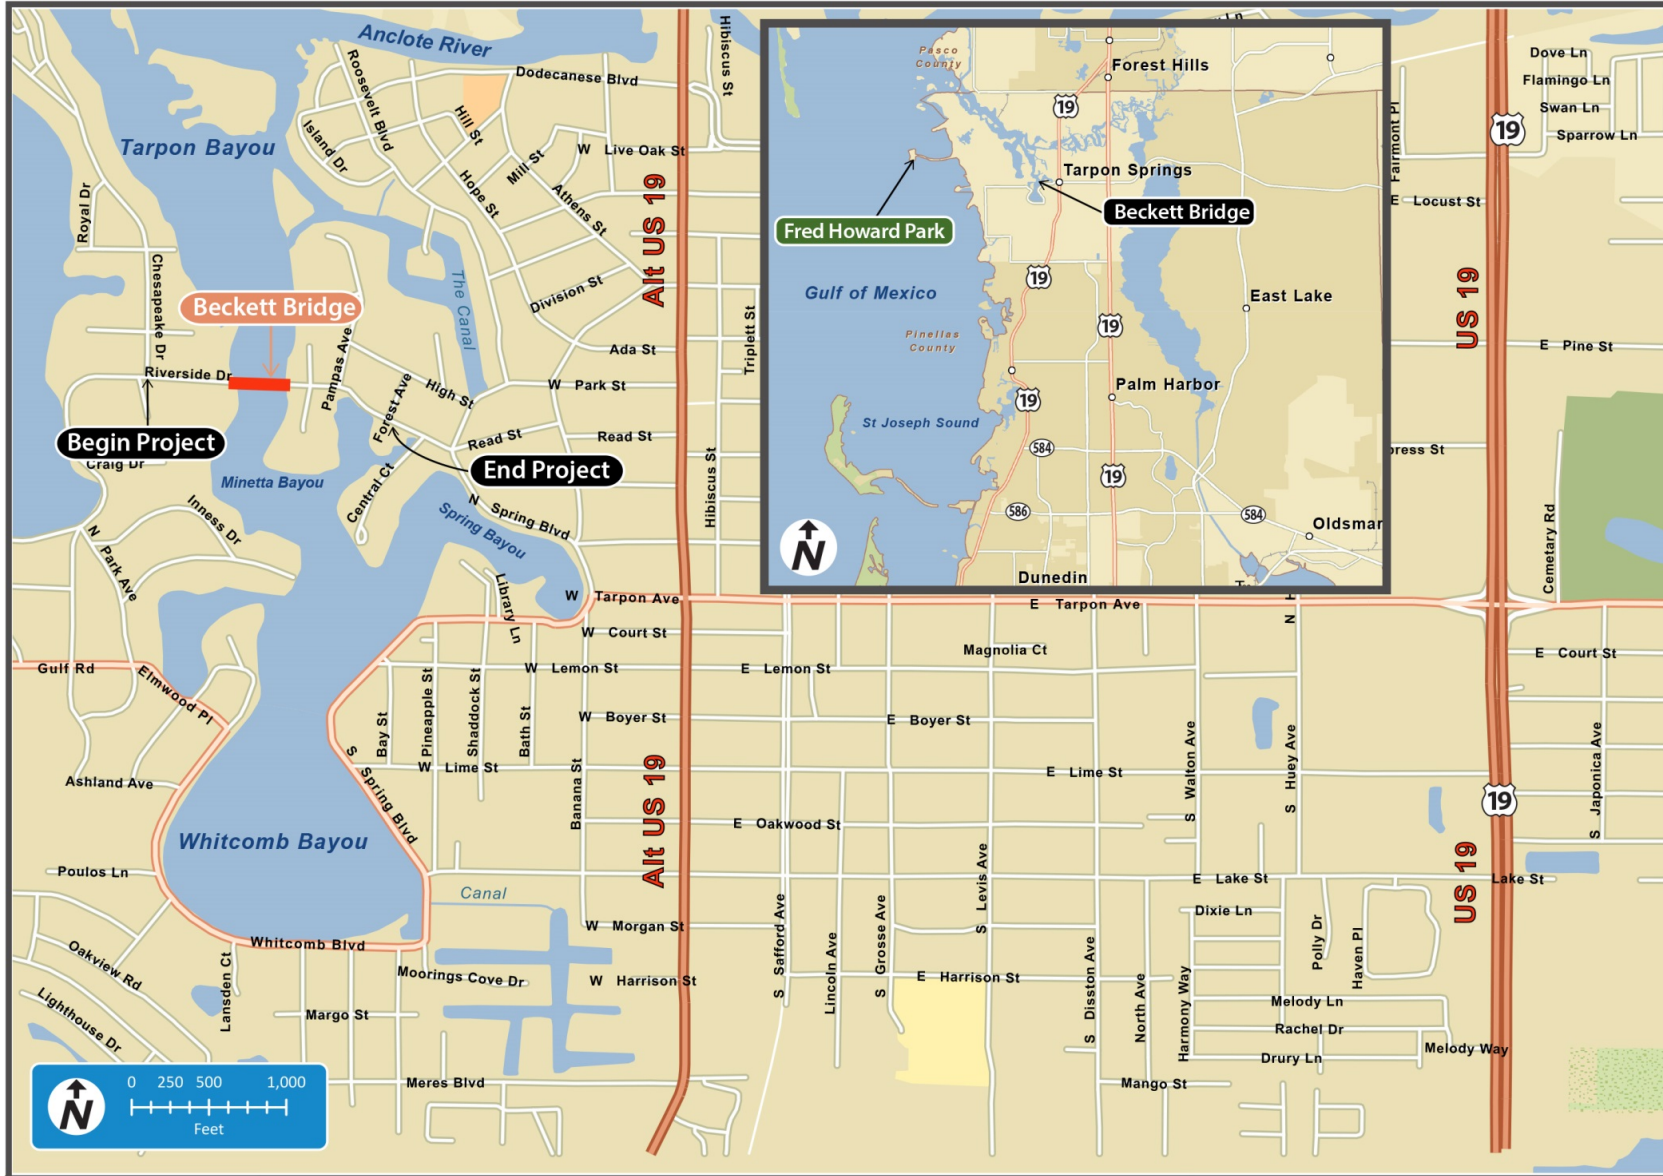 Anclote River
Tarpon Bayou
Roosevelt Blvd
Dodecanese Blvd
Hibiscus St
Island Dr
Hill St
Mill St
W Live Oak St
Hope St
Athens St
Alt US 19
Royal Dr
Chesapeake Dr
Beckett Bridge
The Canal
Division St
Triplett St
Pampas Ave
Ada St
Riverside Dr
High St
W Park St
Forest Ave
Begin Project
Read St
Read St
Craig Dr
End Project
Minetta Bayou
Central Ct
N Spring Blvd
Spring Bayou
Hibiscus St
Inness Dr
N Park Ave
Library Ln
W Tarpon Ave
E Tarpon Ave
Pasco
County
Forest Hills
19
Tarpon Springs
Beckett Bridge
Fred Howard Park
19
Gulf of Mexico
East Lake
Pinellas
County
19
Palm Harbor
19
St Joseph Sound
584
19
586
584
Oldsmar
Dunedin
N
Dove Ln
Flamingo Ln
Swan Ln
Sparrow Ln
19
Fairmont Pl
E Locust St
US 19
E Pine St
press St
Cemetary Rd
W Court St
Magnolia Ct
E Court St
Gulf Rd
Elmwood Pl
W Lemon St
E Lemon St
Bay St
Pineapple St
Shaddock St
Bath St
W Boyer St
E Boyer St
S Walton Ave
S Huey Ave
S Japonica Ave
S Spring Blvd
W Lime St
E Lime St
Ashland Ave
Banana St
Alt US 19
19
Whitcomb Bayou
E Oakwood St
Poulos Ln
Canal
S Levis Ave
E Lake St
Lake St
US 19
W Morgan St
S Safford Ave
S Grosse Ave
Dixie Ln
Polly Dr
Haven Pl
Whitcomb Blvd
Oakview Rd
Lansden Ct
Moorings Cove Dr
W Harrison St
Lincoln Ave
E Harrison St
S Disston Ave
North Ave
Harmony Way
Melody Ln
Lighthouse Dr
Margo St
Rachel Dr
Melody Way
Drury Ln
Meres Blvd
Mango St
N
0 250 500 1,000
Feet